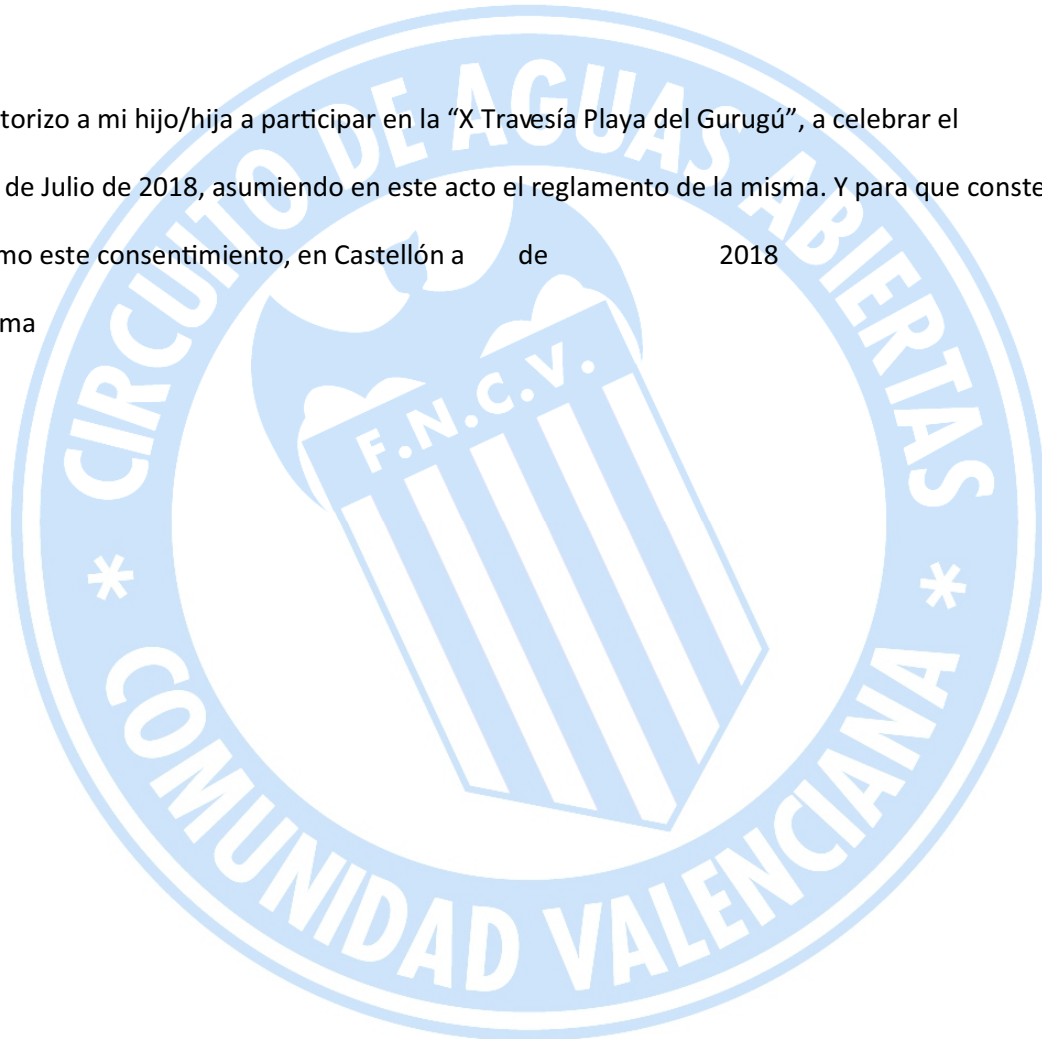 torizo a mi hijo/hija a participar en la “X Travesía Playa del Gurugú”, a celebrar el
de Julio de 2018, asumiendo en este acto el reglamento de la misma. Y para que conste
mo este consentimiento, en Castellón a de 2018
ma
CIRCUITO DE AGUAS ABIERTAS
F.N.C.V.
* COMUNIDAD VALENCIANA *